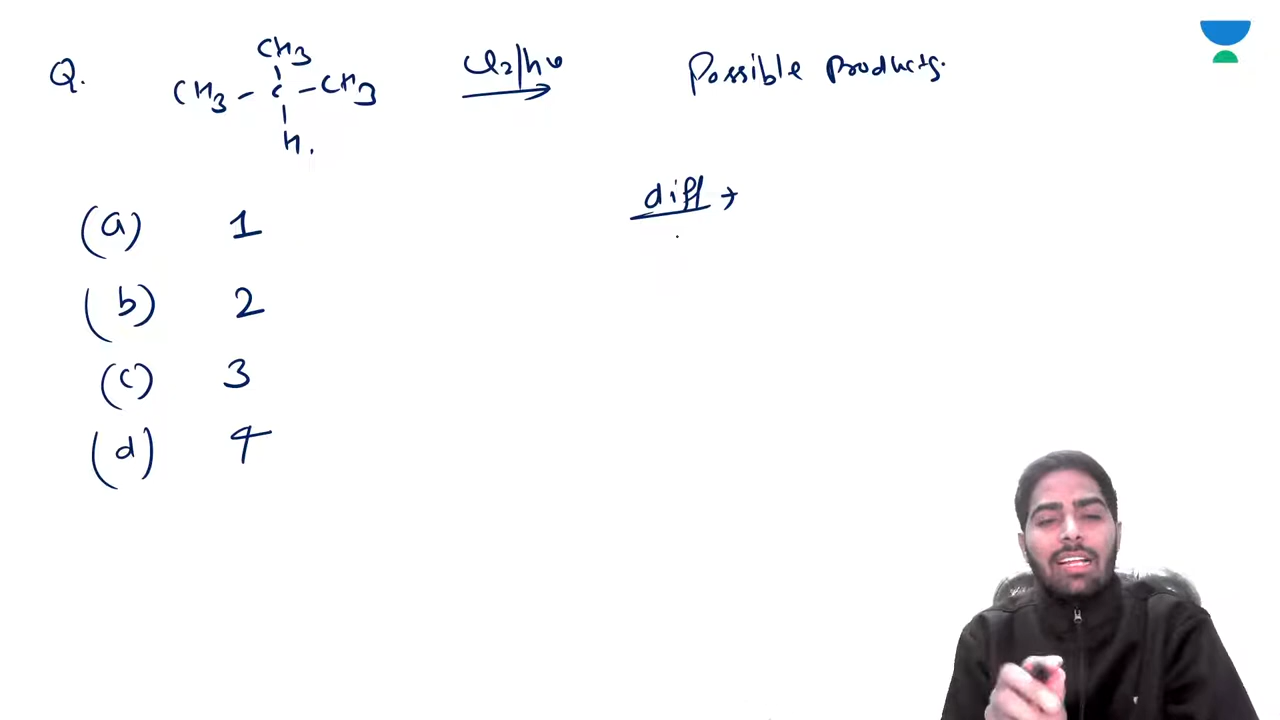 Q.
CH3
CH3 - C - CH3
H.
Cl2/hν
Possible Products.
diff →
(a) 1
(b) 2
(c) 3
(d) 4